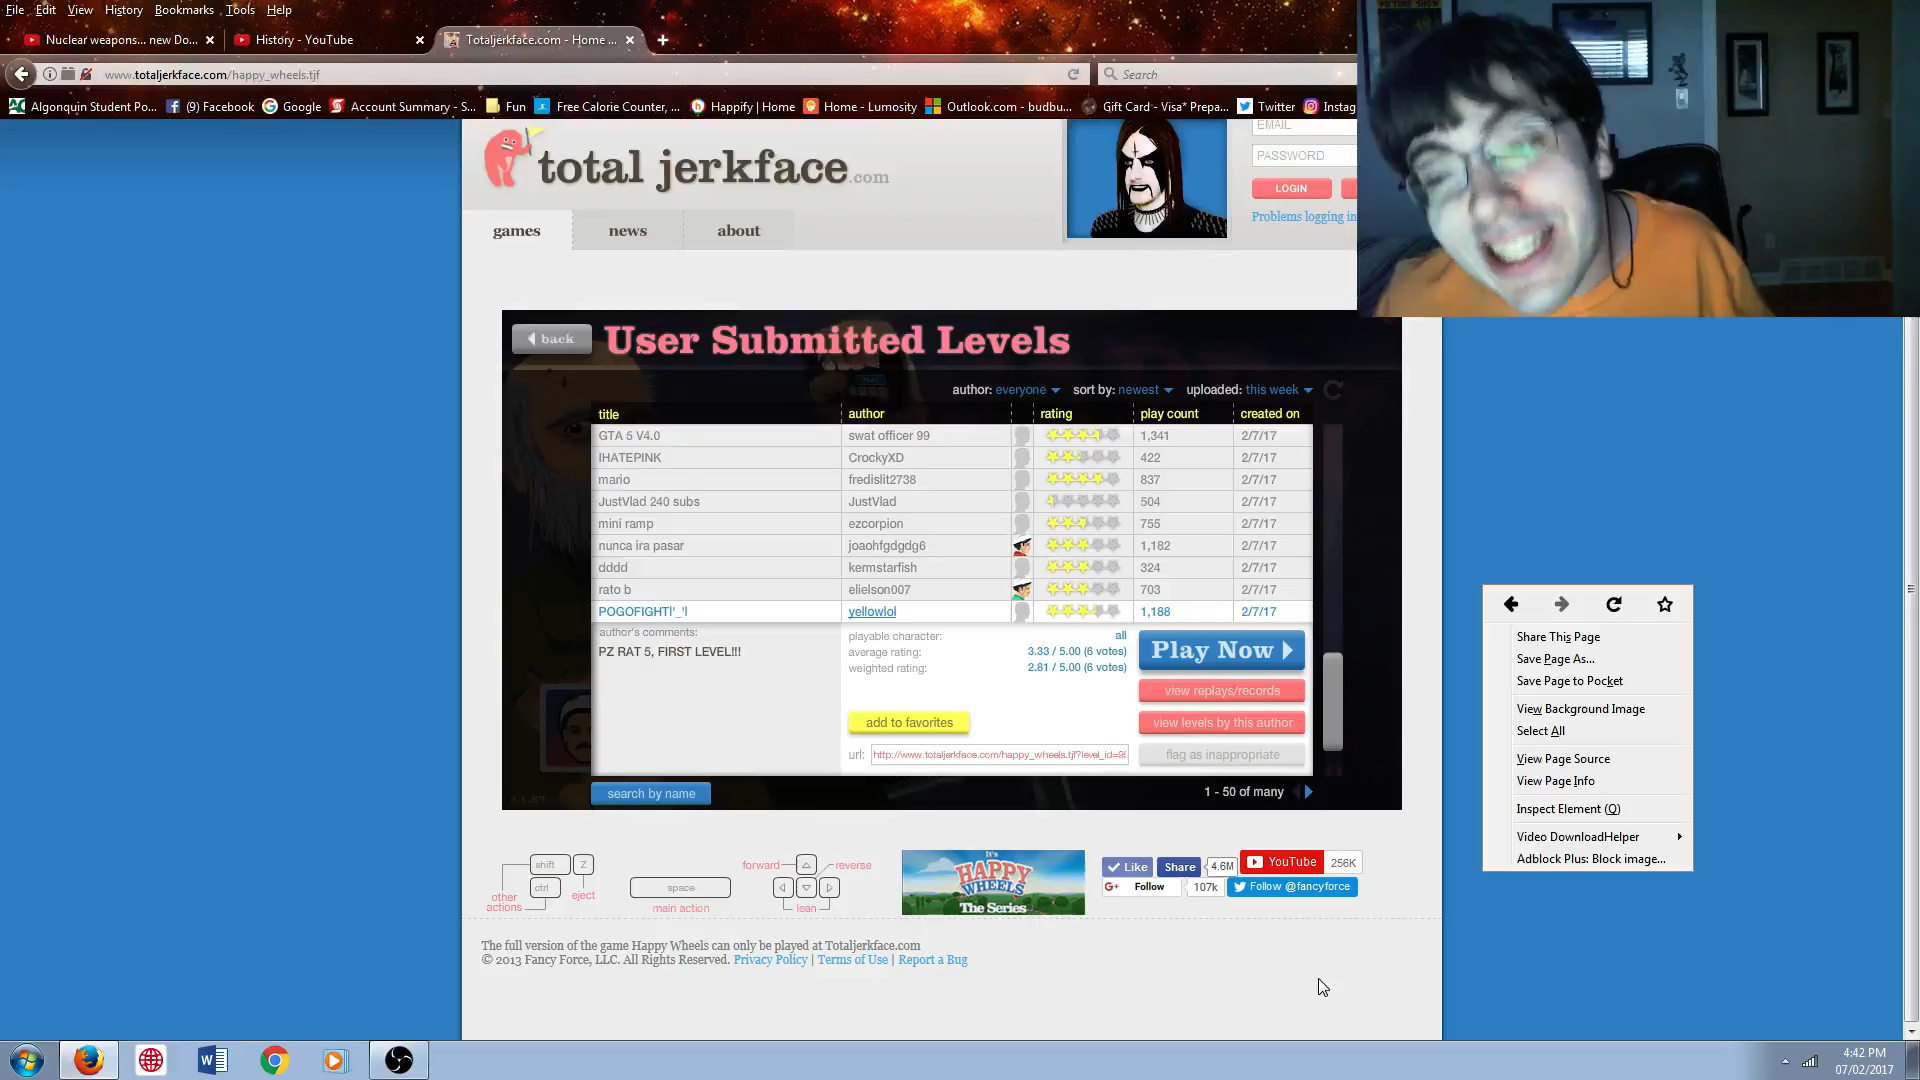 File Edit View History Bookmarks Tools Help
Nuclear weapons... new Do... History - YouTube Totaljerkface.com - Home ...
www.totaljerkface.com/happy_wheels.tjf Search
Algonquin Student Po... (9) Facebook Google Account Summary - S... Fun Free Calorie Counter, ... Happify | Home Home - Lumosity Outlook.com - budbu... Gift Card - Visa* Prepa... Twitter Instag
total jerkface.com
EMAIL
PASSWORD
LOGIN
Problems logging in
games news about
back User Submitted Levels
author: everyone sort by: newest uploaded: this week
title author rating play count created on
GTA 5 V4.0 swat officer 99 1,341 2/7/17
IHATEPINK CrockyXD 422 2/7/17
mario fredislit2738 837 2/7/17
JustVlad 240 subs JustVlad 504 2/7/17
mini ramp ezcorpion 755 2/7/17
nunca ira pasar joaohfgdgdg6 1,182 2/7/17
dddd kermstarfish 324 2/7/17
rato b elielson007 703 2/7/17
POGOFIGHT|'_'| yellowlol 1,188 2/7/17
author's comments:
PZ RAT 5, FIRST LEVEL!!!
playable character: all
average rating: 3.33 / 5.00 (6 votes)
weighted rating: 2.81 / 5.00 (6 votes)
Play Now
view replays/records
add to favorites view levels by this author
url: http://www.totaljerkface.com/happy_wheels.tjf?level_id=9 flag as inappropriate
search by name 1 - 50 of many
Share This Page
Save Page As...
Save Page to Pocket
View Background Image
Select All
View Page Source
View Page Info
Inspect Element (Q)
Video DownloadHelper
Adblock Plus: Block image...
shift Z
ctrl
other
actions
eject
space
main action
forward reverse
lean
It's
HAPPY
WHEELS
The Series
Like Share 4.6M YouTube 256K
G+ Follow 107k Follow @fancyforce
The full version of the game Happy Wheels can only be played at Totaljerkface.com
© 2013 Fancy Force, LLC. All Rights Reserved. Privacy Policy | Terms of Use | Report a Bug
4:42 PM
07/02/2017